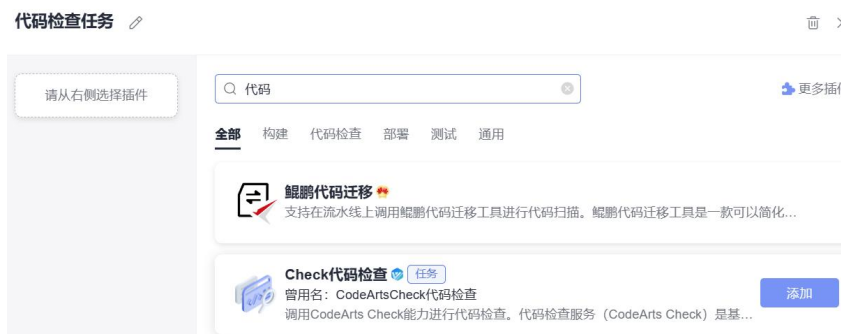 代码检查任务
请从右侧选择插件
代码
更多插件
全部 构建 代码检查 部署 测试 通用
鲲鹏代码迁移
支持在流水线上调用鲲鹏代码迁移工具进行代码扫描。鲲鹏代码迁移工具是一款可以简化...
Check代码检查 任务
曾用名：CodeArtsCheck代码检查
添加
调用CodeArts Check能力进行代码检查。代码检查服务（CodeArts Check）是基...